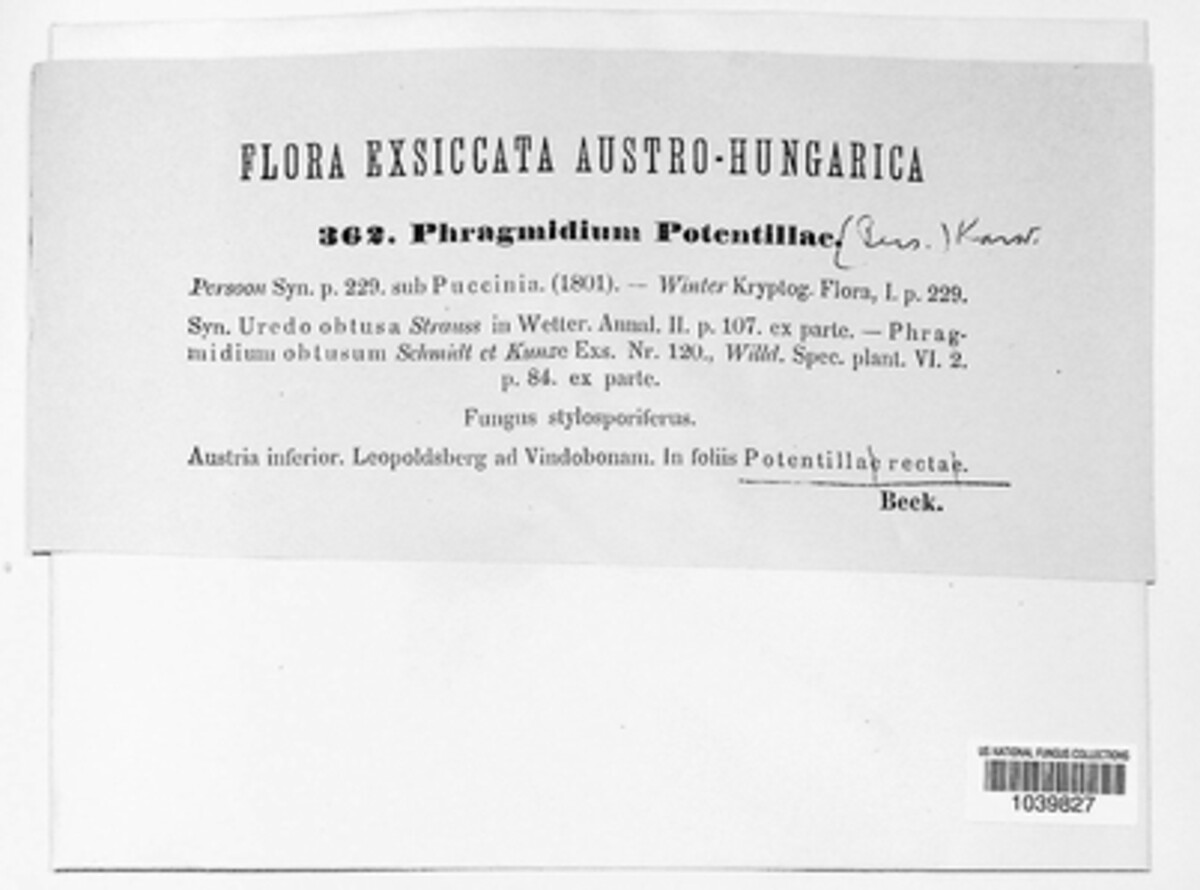 FLORA EXSICCATA AUSTRO-HUNGARICA
362. Phragmidium Potentillae. (Pers.) Karst.
Persoon Syn. p. 229. sub Puccinia. (1801). — Winter Kryptog. Flora, I. p. 229.
Syn. Uredo obtusa Strauss in Wetter. Annal. II. p. 107. ex parte. — Phrag-
midium obtusum Schmidt et Kunze Exs. Nr. 120., Willd. Spec. plant. VI. 2.
p. 84. ex parte.
Fungus stylosporiferus.
Austria inferior. Leopoldsberg ad Vindobonam. In foliis Potentillae rectae.
Beck.
US NATIONAL FUNGUS COLLECTIONS
1039827